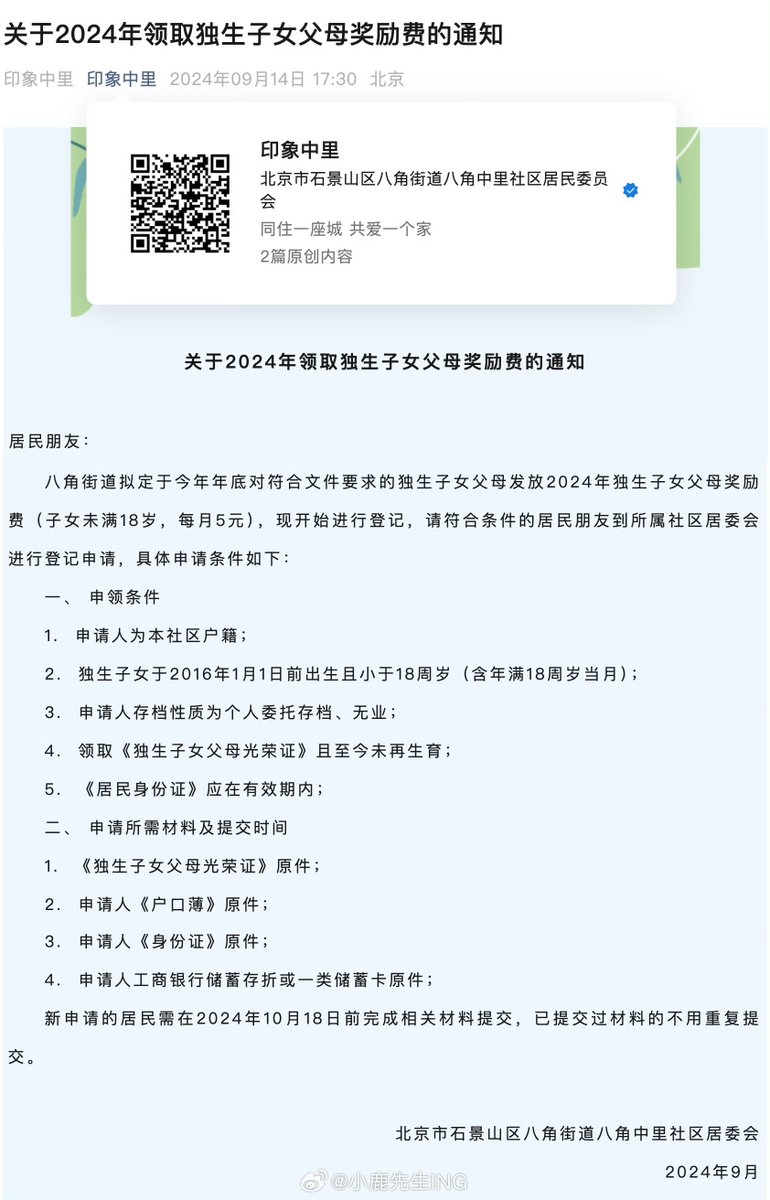 关于2024年领取独生子女父母奖励费的通知
印象中里 印象中里 2024年09月14日 17:30 北京
印象中里
北京市石景山区八角街道八角中里社区居民委员
会
同住一座城 共爱一个家
2篇原创内容
关于2024年领取独生子女父母奖励费的通知
居民朋友：
八角街道拟定于今年年底对符合文件要求的独生子女父母发放2024年独生子女父母奖励
费（子女未满18岁，每月5元），现开始进行登记，请符合条件的居民朋友到所属社区居委会
进行登记申请，具体申请条件如下：
一、 申领条件
1. 申请人为本社区户籍；
2. 独生子女于2016年1月1日前出生且小于18周岁（含年满18周岁当月）；
3. 申请人存档性质为个人委托存档、无业；
4. 领取《独生子女父母光荣证》且至今未再生育；
5. 《居民身份证》应在有效期内；
二、 申请所需材料及提交时间
1. 《独生子女父母光荣证》原件；
2. 申请人《户口薄》原件；
3. 申请人《身份证》原件；
4. 申请人工商银行储蓄存折或一类储蓄卡原件；
新申请的居民需在2024年10月18日前完成相关材料提交，已提交过材料的不用重复提
交。
北京市石景山区八角街道八角中里社区居委会
2024年9月
@小鹿先生ING